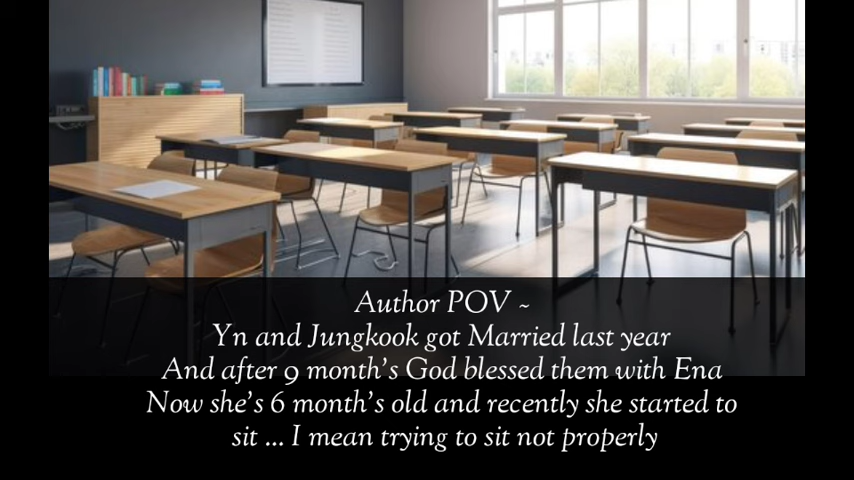 Author POV ~
Yn and Jungkook got Married last year
And after 9 month's God blessed them with Ena
Now she's 6 month's old and recently she started to
sit ... I mean trying to sit not properly